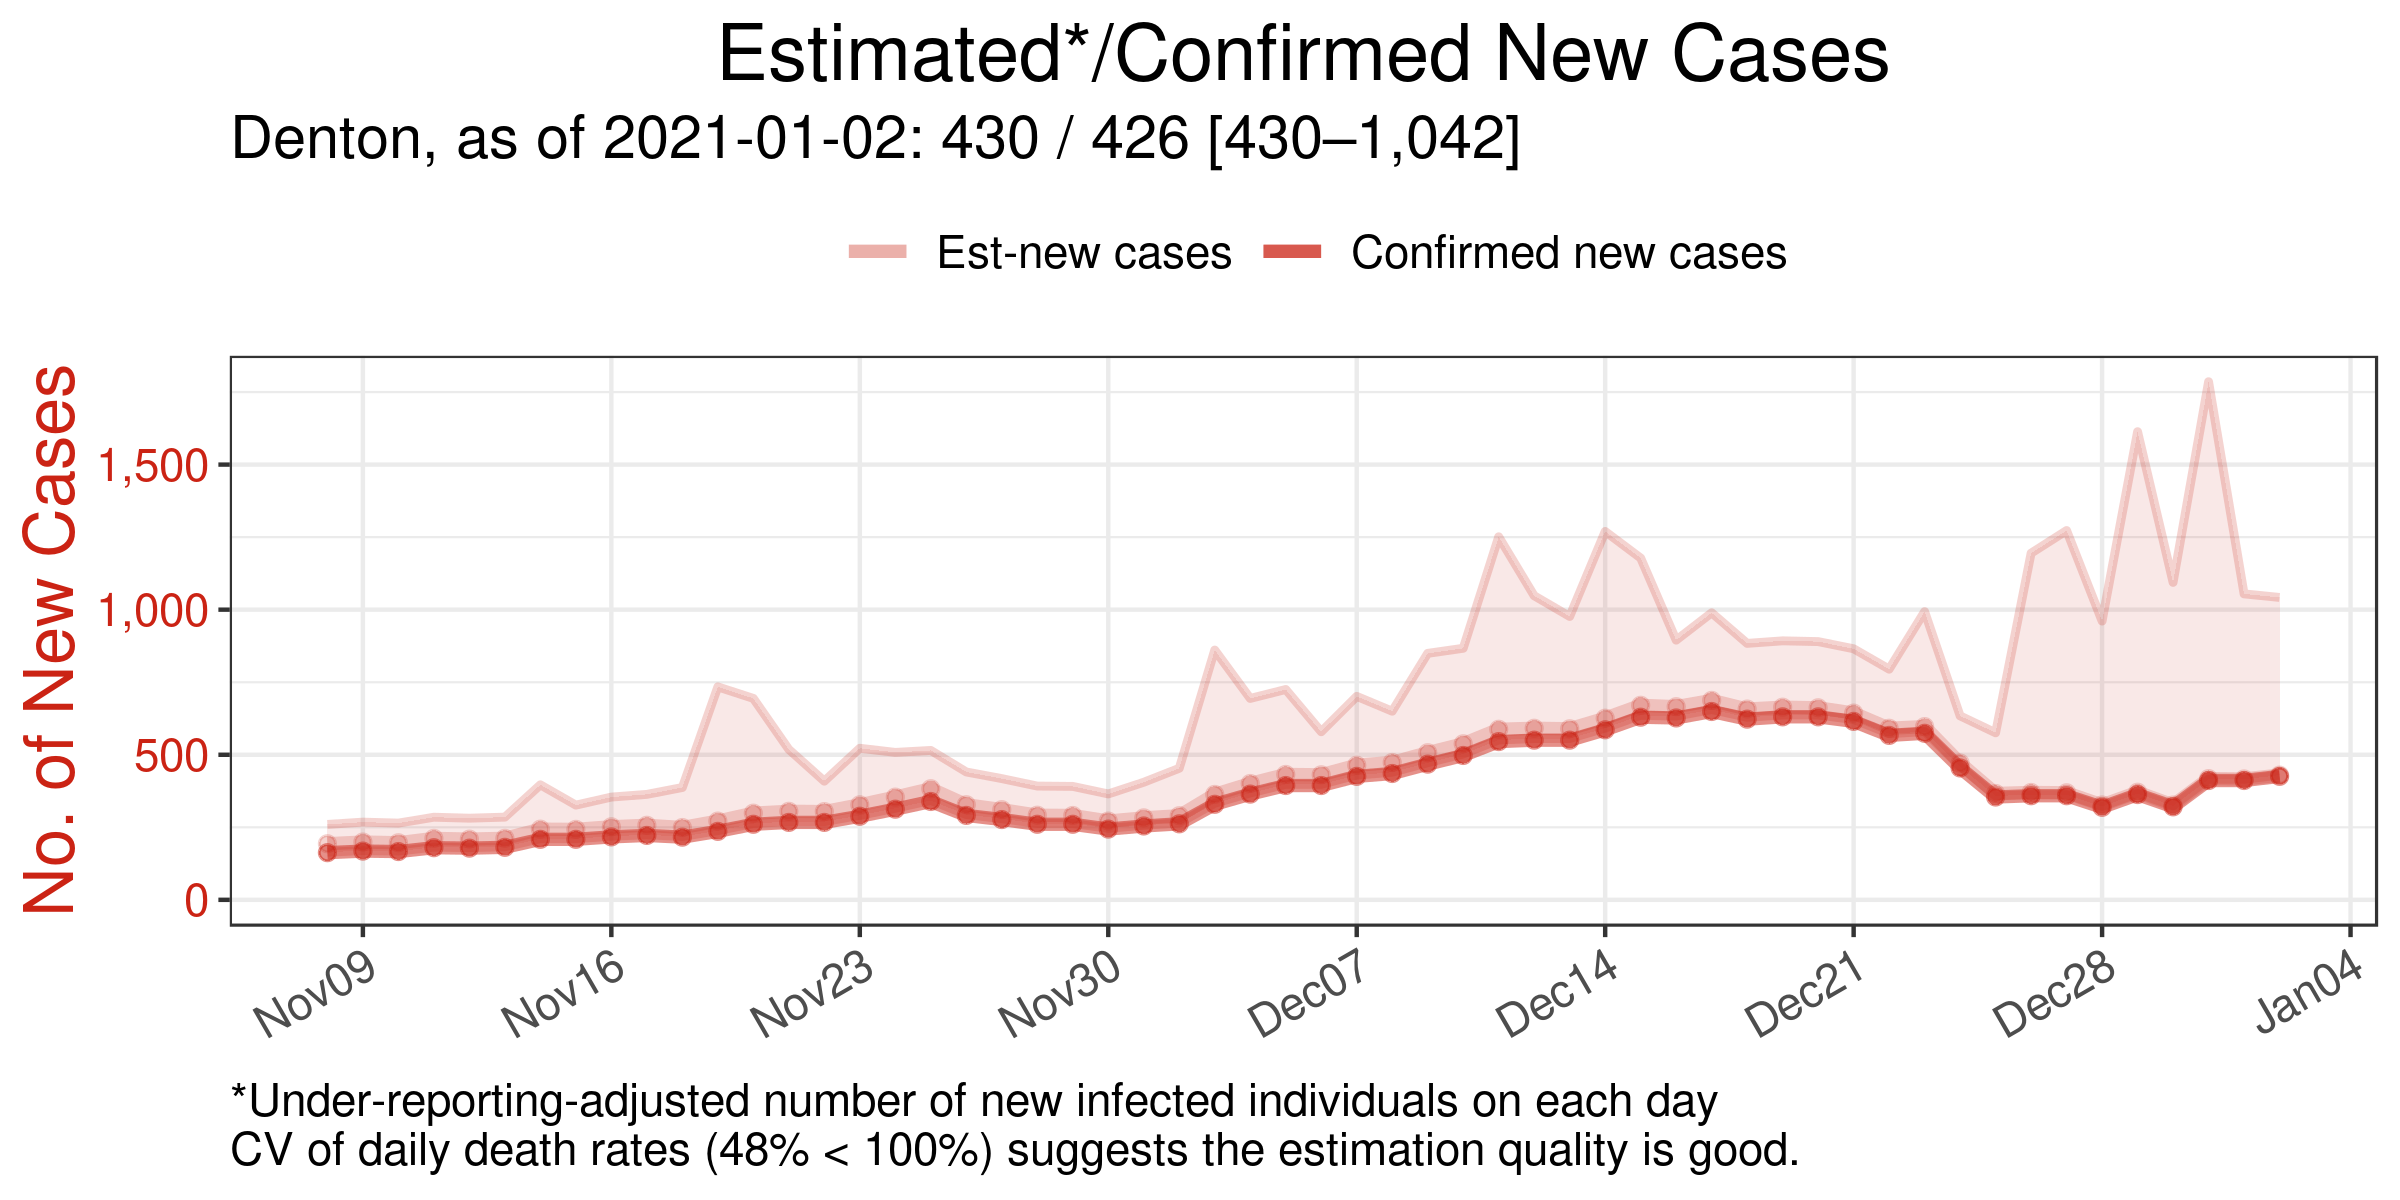 Estimated*/Confirmed New Cases
Denton, as of 2021-01-02: 430 / 426 [430–1,042]
Est-new cases Confirmed new cases
No. of New Cases
1,500
1,000
500
0
Nov09 Nov16 Nov23 Nov30 Dec07 Dec14 Dec21 Dec28 Jan04
*Under-reporting-adjusted number of new infected individuals on each day
CV of daily death rates (48% < 100%) suggests the estimation quality is good.